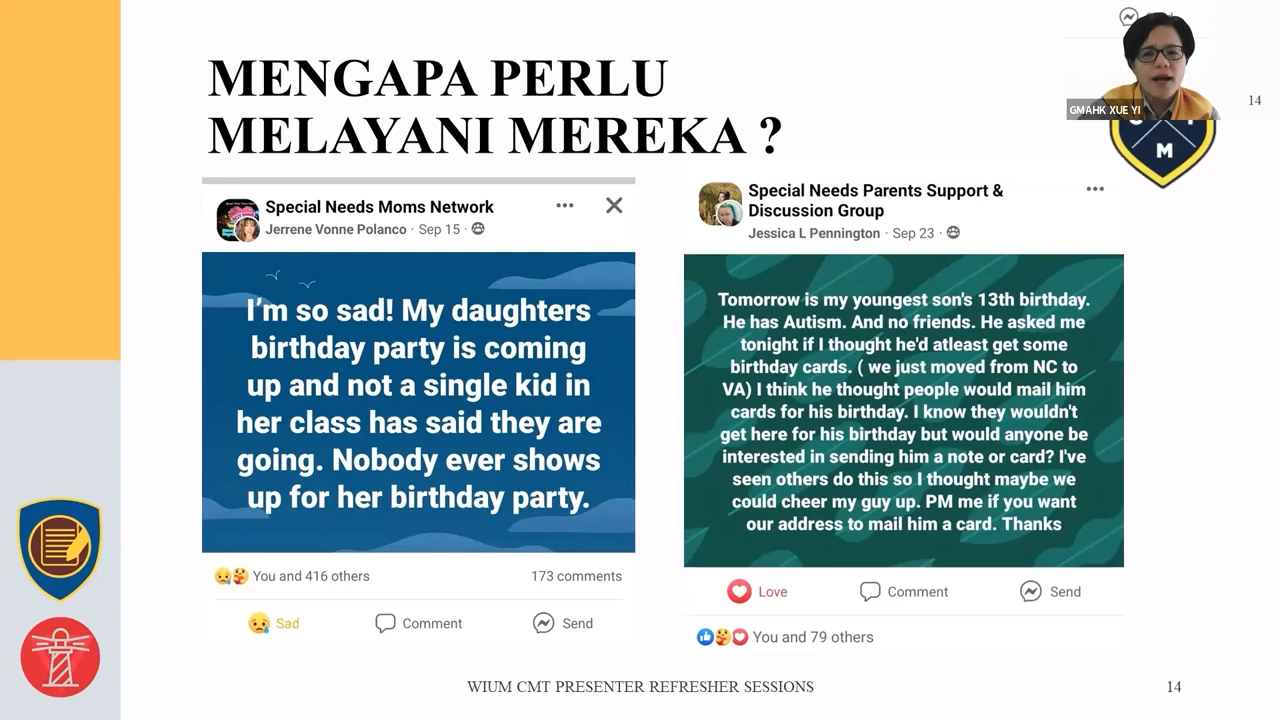 MENGAPA PERLU
MELAYANI MEREKA ?
GMAHK XUE YI
14
M
Special Needs Moms Network
Jerrene Vonne Polanco · Sep 15 ·
I'm so sad! My daughters
birthday party is coming
up and not a single kid in
her class has said they are
going. Nobody ever shows
up for her birthday party.
You and 416 others
173 comments
Sad
Comment
Send
Special Needs Parents Support &
Discussion Group
Jessica L Pennington · Sep 23 ·
Tomorrow is my youngest son's 13th birthday.
He has Autism. And no friends. He asked me
tonight if I thought he'd atleast get some
birthday cards. ( we just moved from NC to
VA) I think he thought people would mail him
cards for his birthday. I know they wouldn't
get here for his birthday but would anyone be
interested in sending him a note or card? I've
seen others do this so I thought maybe we
could cheer my guy up. PM me if you want
our address to mail him a card. Thanks
Love
Comment
Send
You and 79 others
WIUM CMT PRESENTER REFRESHER SESSIONS
14